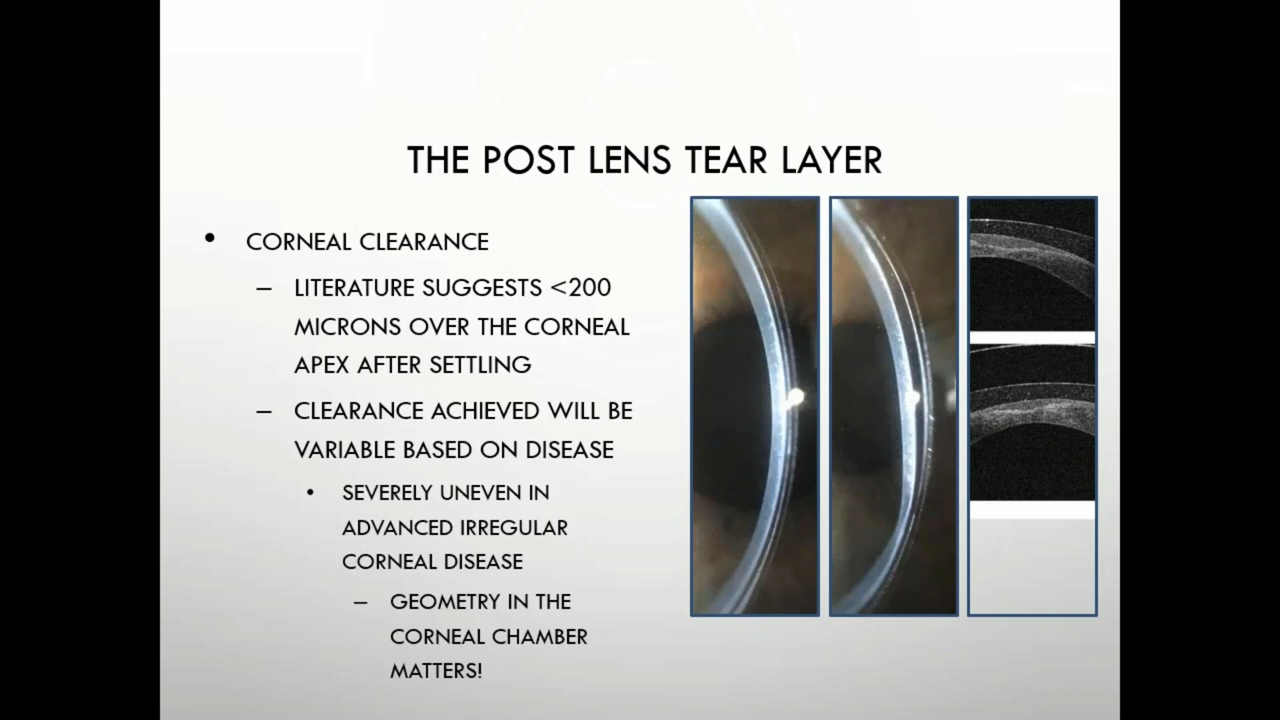 THE POST LENS TEAR LAYER
• CORNEAL CLEARANCE
– LITERATURE SUGGESTS <200
MICRONS OVER THE CORNEAL
APEX AFTER SETTLING
– CLEARANCE ACHIEVED WILL BE
VARIABLE BASED ON DISEASE
• SEVERELY UNEVEN IN
ADVANCED IRREGULAR
CORNEAL DISEASE
– GEOMETRY IN THE
CORNEAL CHAMBER
MATTERS!